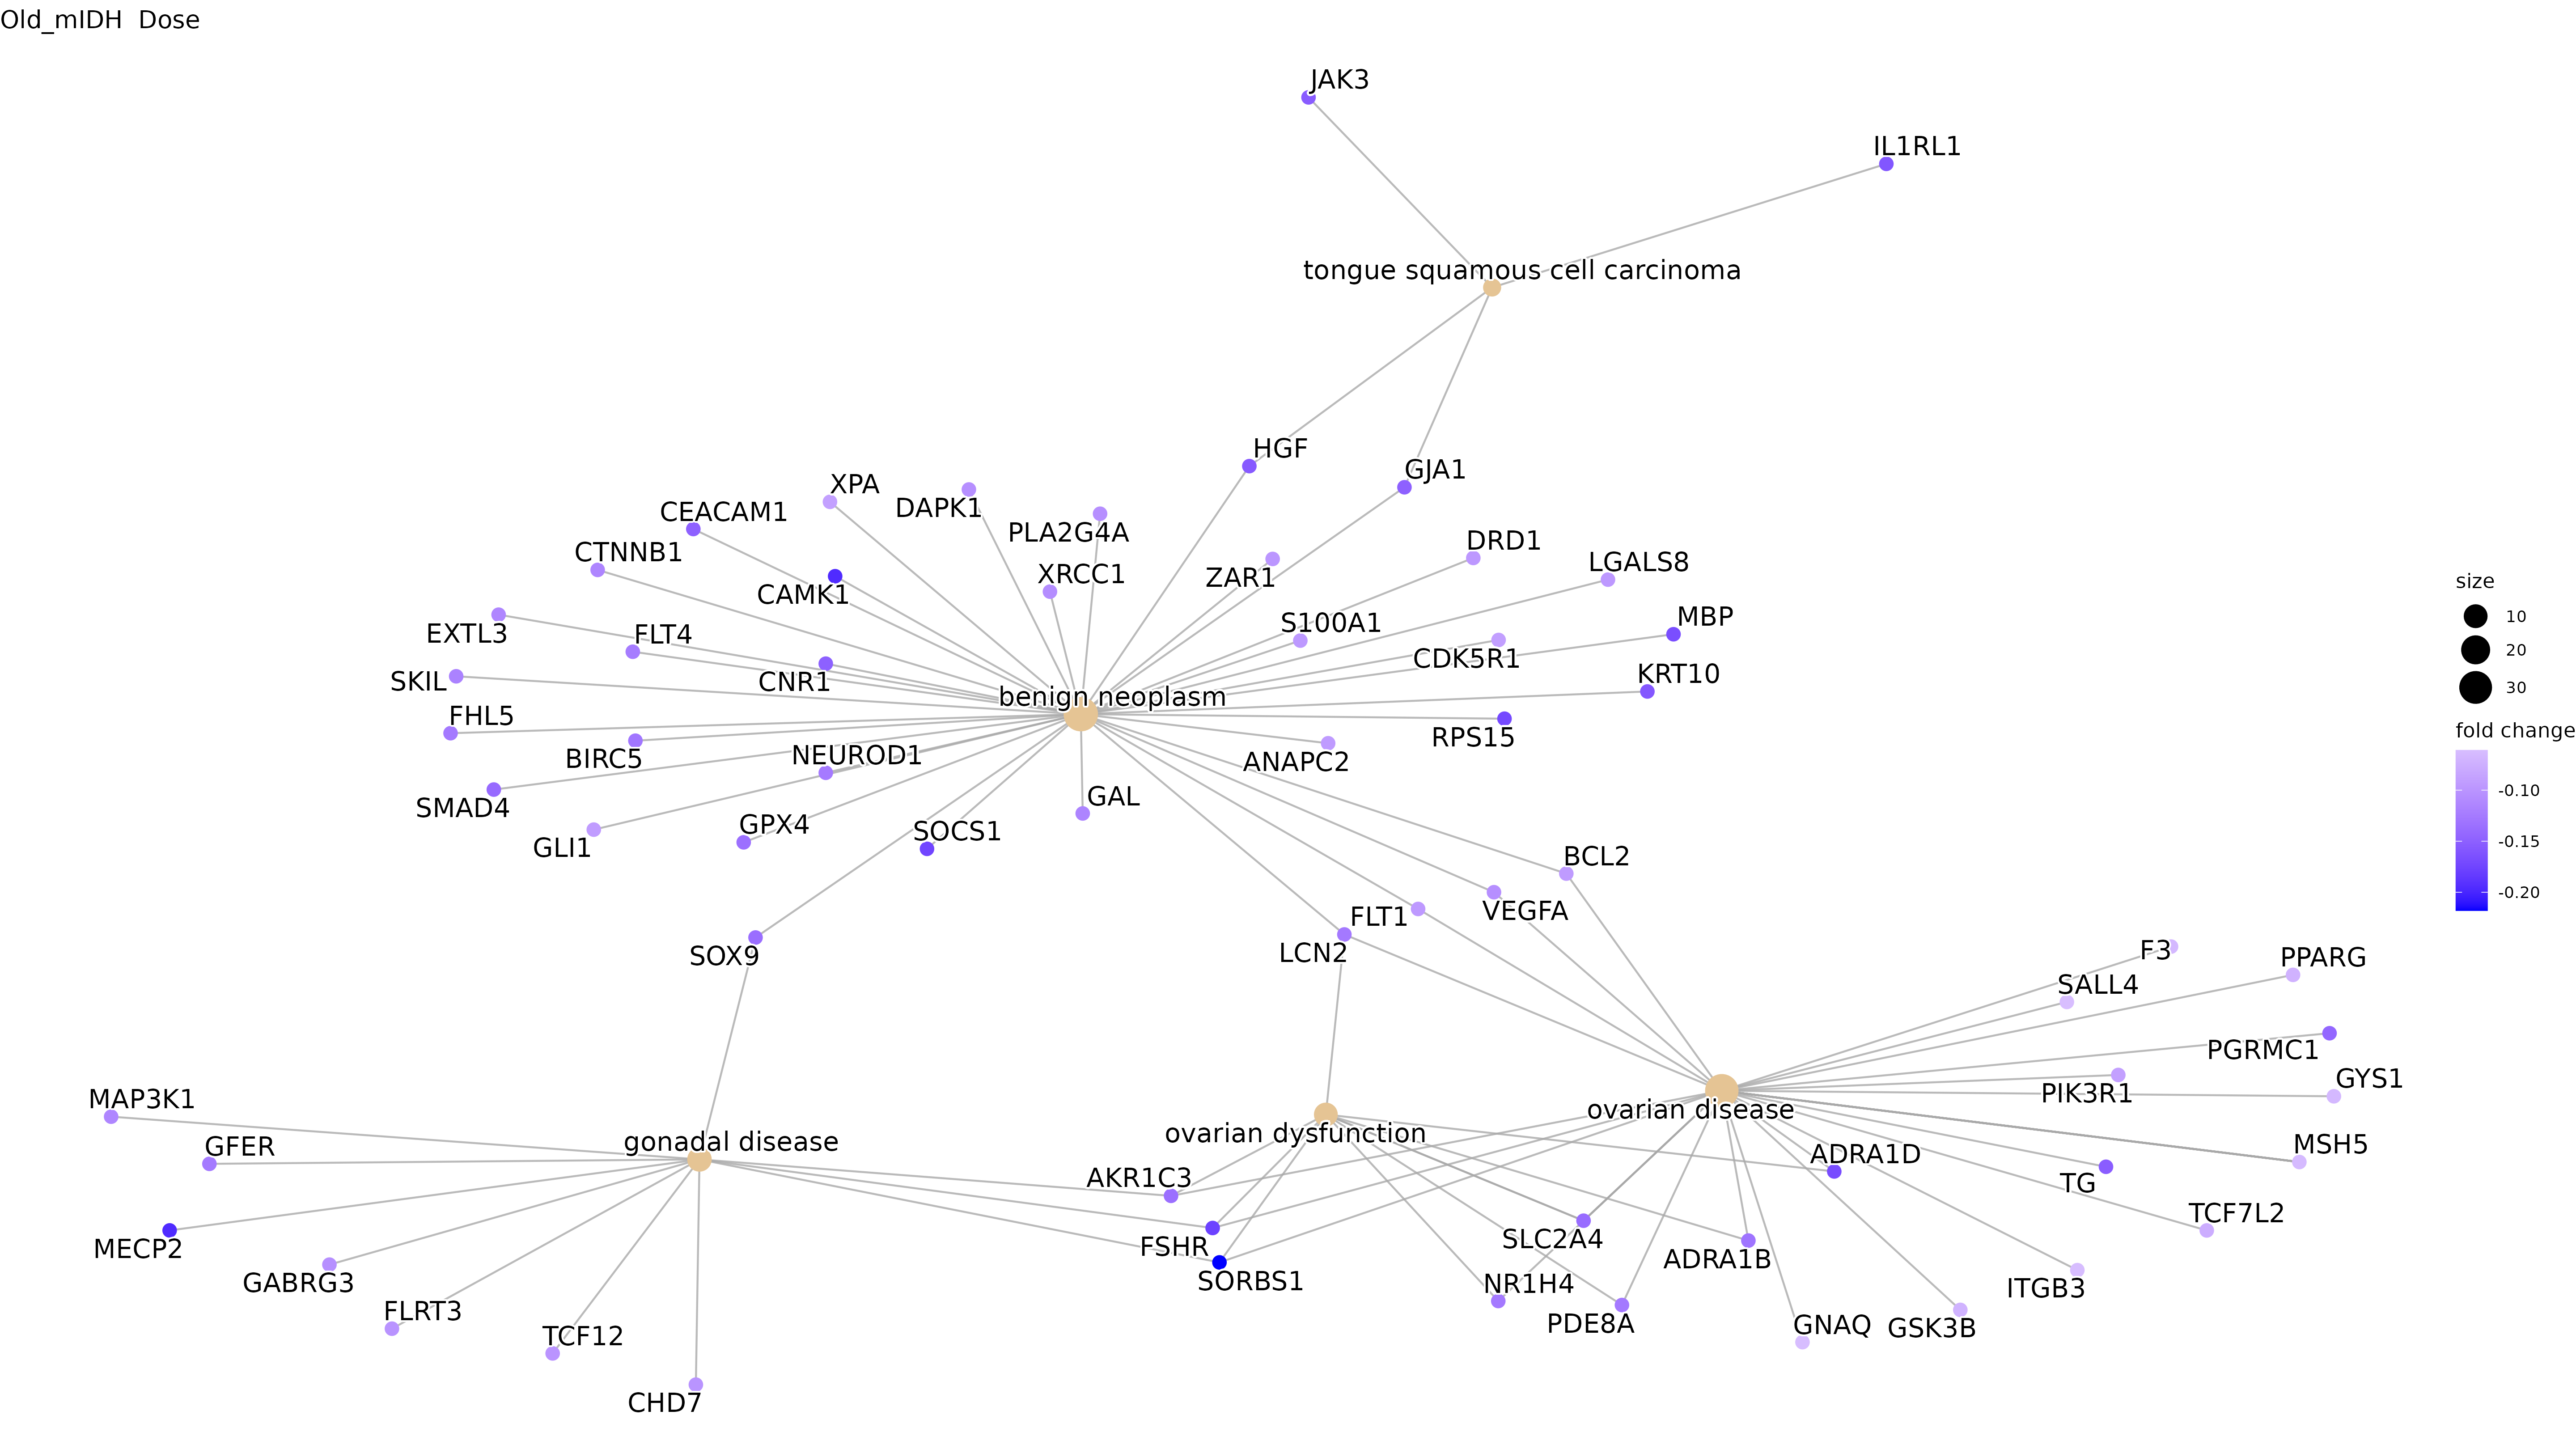 Old_mIDH  Dose
JAK3
IL1RL1
tongue squamous cell carcinoma
HGF
GJA1
XPA
DAPK1
CEACAM1
PLA2G4A
CTNNB1
DRD1
LGALS8
XRCC1
ZAR1
CAMK1
EXTL3
FLT4
S100A1
MBP
CDK5R1
SKIL
CNR1
KRT10
benign neoplasm
FHL5
BIRC5
NEUROD1
RPS15
ANAPC2
SMAD4
GAL
GLI1
GPX4
SOCS1
BCL2
VEGFA
FLT1
LCN2
SOX9
F3
PPARG
SALL4
PGRMC1
GYS1
PIK3R1
MAP3K1
ovarian disease
ovarian dysfunction
gonadal disease
GFER
MSH5
ADRA1D
TG
AKR1C3
TCF7L2
MECP2
FSHR
SLC2A4
ADRA1B
SORBS1
GABRG3
NR1H4
ITGB3
FLRT3
PDE8A
GNAQ
GSK3B
TCF12
CHD7
size
10
20
30
fold change
-0.10
-0.15
-0.20